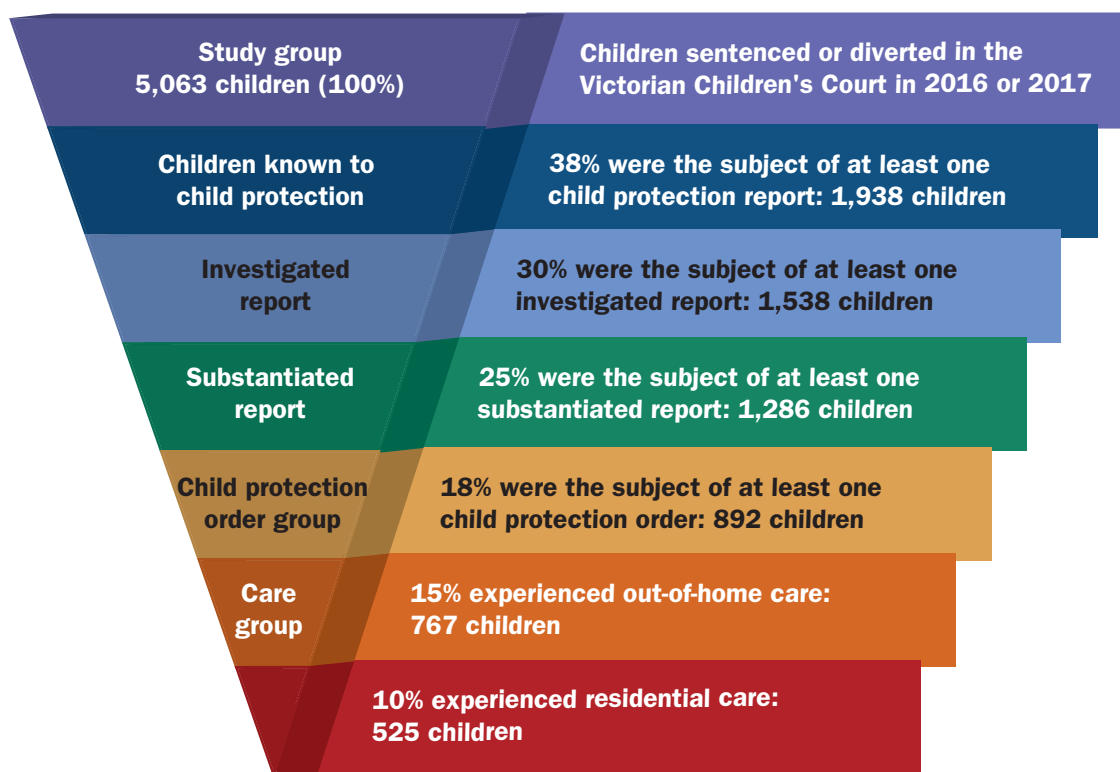 Study group
5,063 children (100%)
Children sentenced or diverted in the
Victorian Children's Court in 2016 or 2017
Children known to
child protection
38% were the subject of at least one
child protection report: 1,938 children
Investigated
report
30% were the subject of at least one
investigated report: 1,538 children
Substantiated
report
25% were the subject of at least one
substantiated report: 1,286 children
Child protection
order group
18% were the subject of at least one
child protection order: 892 children
Care
group
15% experienced out-of-home care:
767 children
10% experienced residential care:
525 children